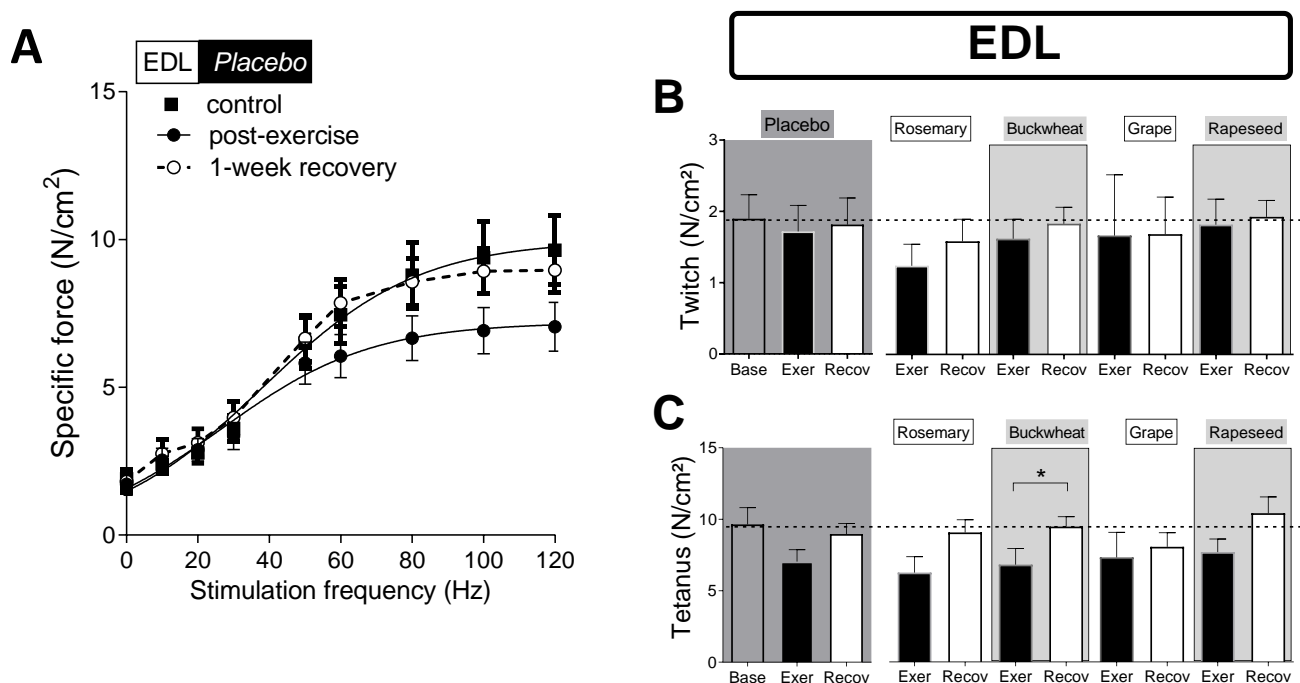 A
EDL Placebo
control
post-exercise
1-week recovery
15
10
5
0
Specific force (N/cm²)
0 20 40 60 80 100 120
Stimulation frequency (Hz)
EDL
B
Placebo Rosemary Buckwheat Grape Rapeseed
3
2
1
0
Twitch (N/cm²)
Base Exer Recov Exer Recov Exer Recov Exer Recov Exer Recov
C
Rosemary Buckwheat Grape Rapeseed
15
10
5
0
*
Tetanus (N/cm²)
Base Exer Recov Exer Recov Exer Recov Exer Recov Exer Recov